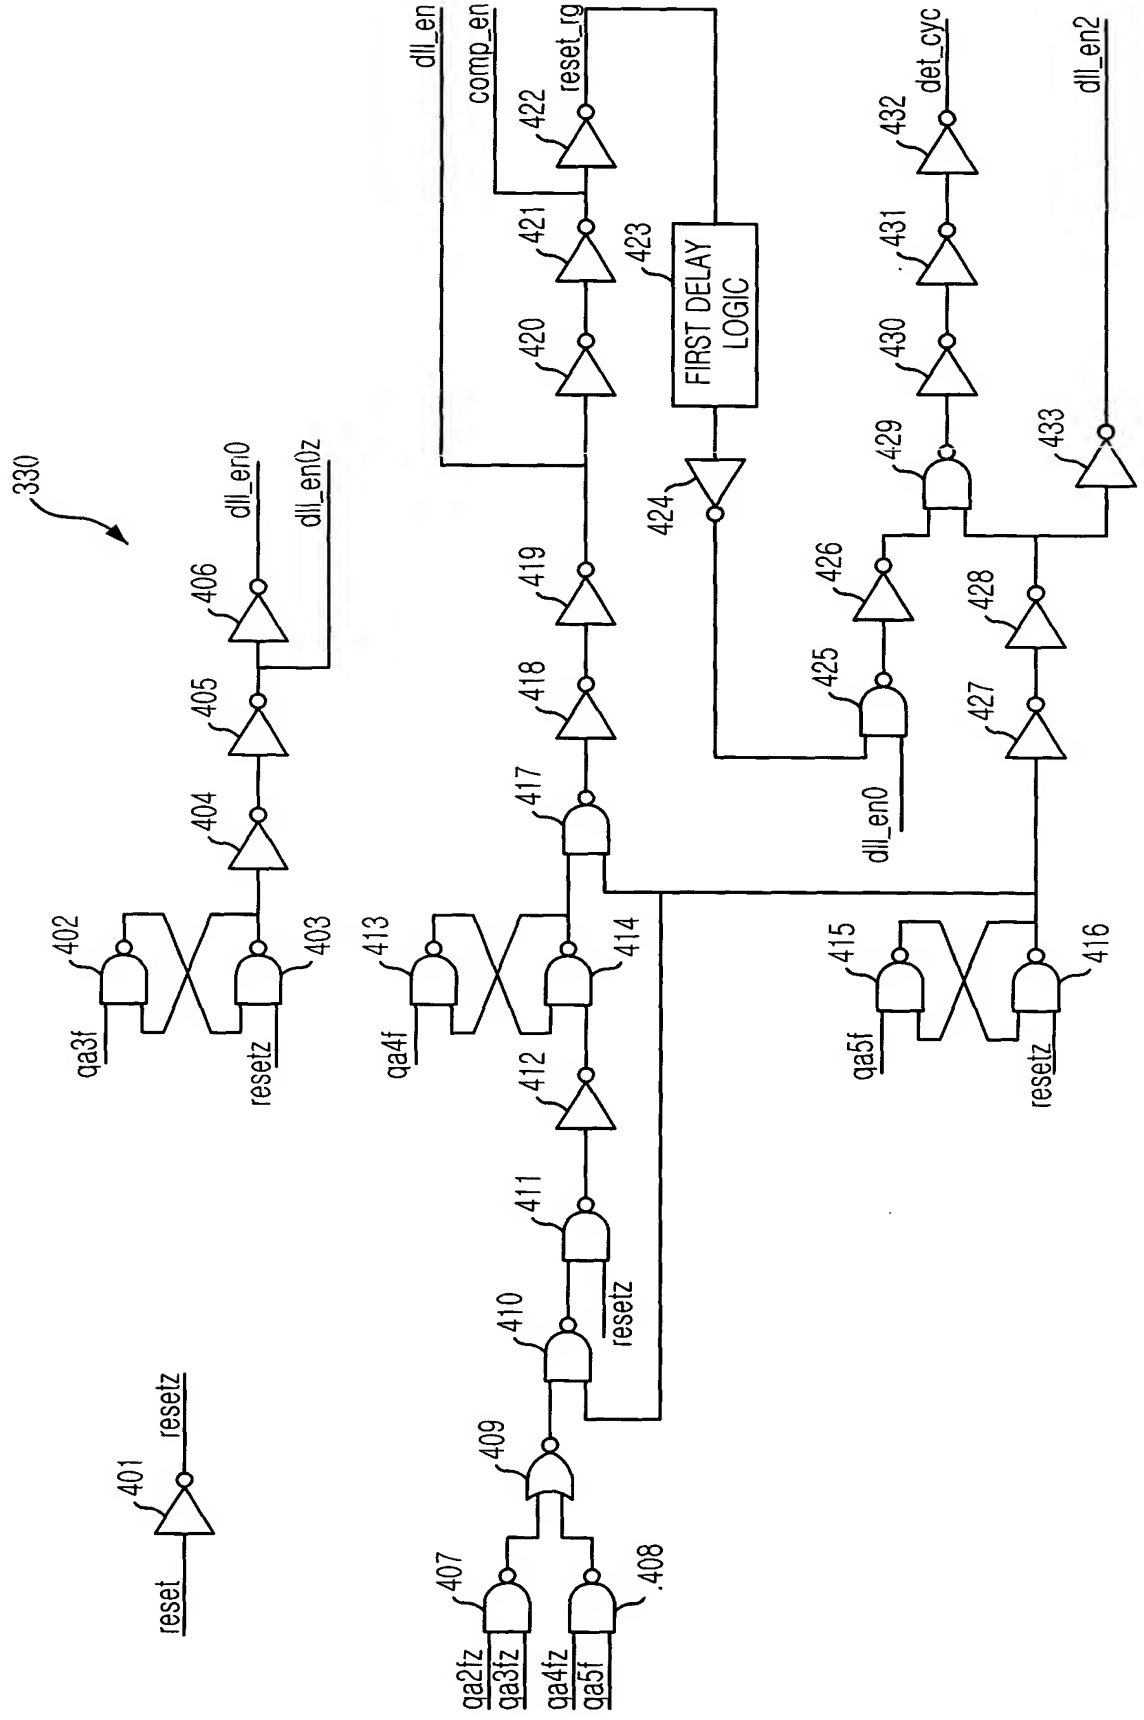 330
reset
401
resetz
qa3f
402
resetz
403
404
405
406
dll_en0
dll_en0z
qa2fz
qa3fz
407
qa4fz
qa5f
408
409
410
resetz
411
412
qa4f
413
414
417
418
419
420
421
422
dll_en
comp_en
reset_rg
423
FIRST DELAY
LOGIC
424
dll_en0
425
426
qa5f
415
resetz
416
427
428
429
430
431
432
det_cyc
433
dll_en2